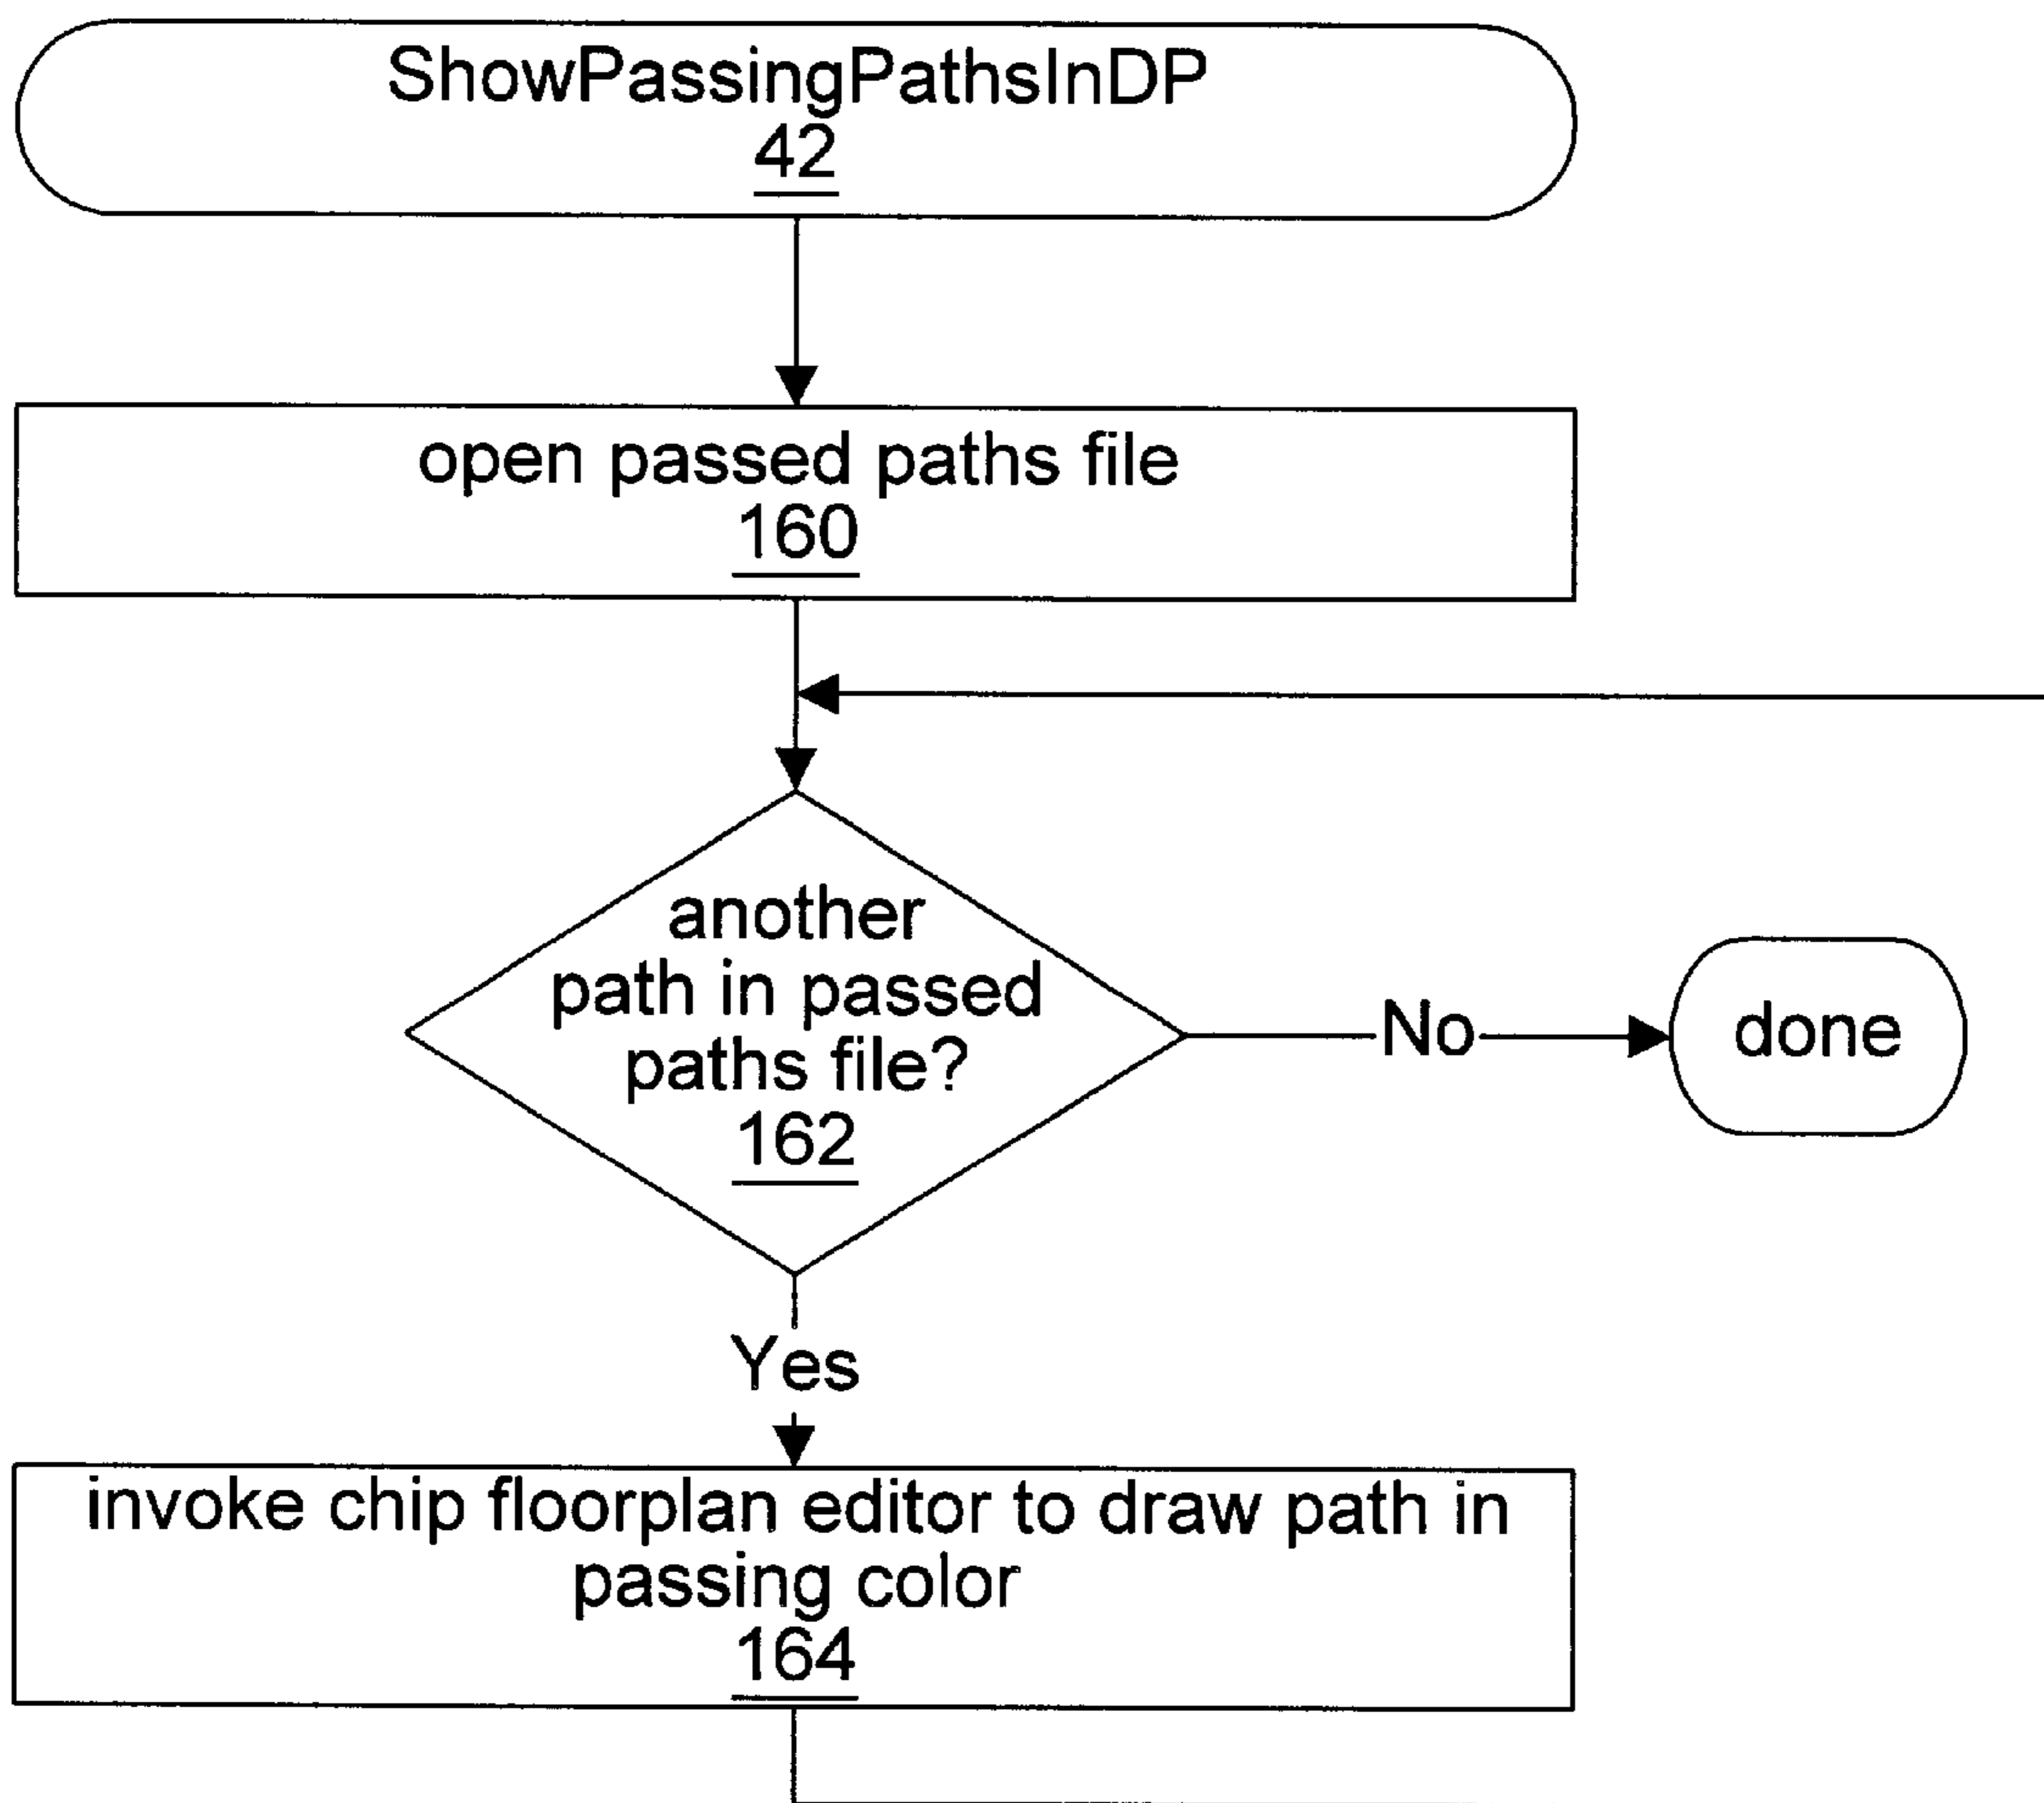 ShowPassingPathsInDP
42
open passed paths file
160
another
path in passed
paths file?
162
No
done
Yes
invoke chip floorplan editor to draw path in
passing color
164